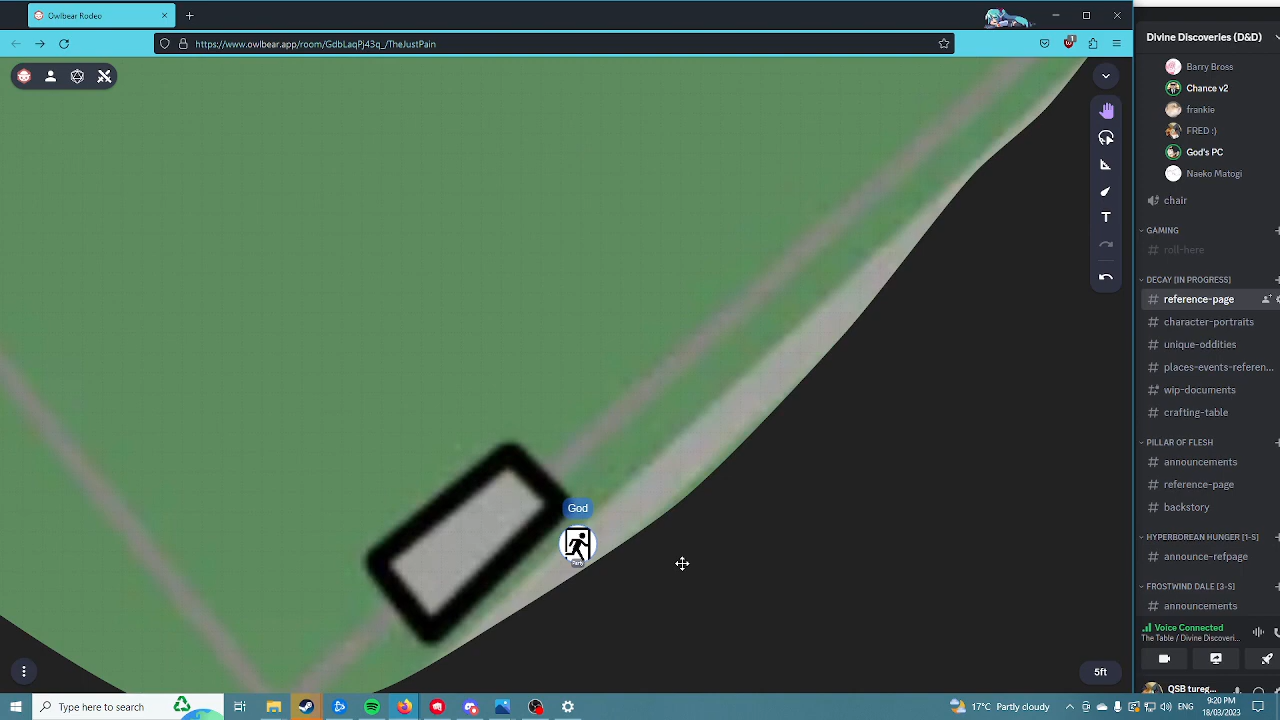 Owlbear Rodeo
https://www.owlbear.app/room/GdbLaqPj43q_/TheJustPain
God
Party
T
5ft
Divine Discoveries (D&D)
Barry Bross
Chance v2
frankie
FRED :)
God's PC
Naeko Matogi
chair
GAMING
roll-here
DECAY [IN PROGRESS]
# reference-page
# character-portraits
# unique-oddities
# places-events-referen...
# wip-documents
# crafting-table
PILLAR OF FLESH
# announcements
# reference-page
# backstory
HYPERBOREAN HUNGER [1-S]
# announce-refpage
FROSTWIND DALE [3-S]
# announcements
Voice Connected
The Table / Divine Discoveri...
QSB tureg...
Type here to search
17°C Partly cloudy
ENG
9:20 PM
18/03/2023